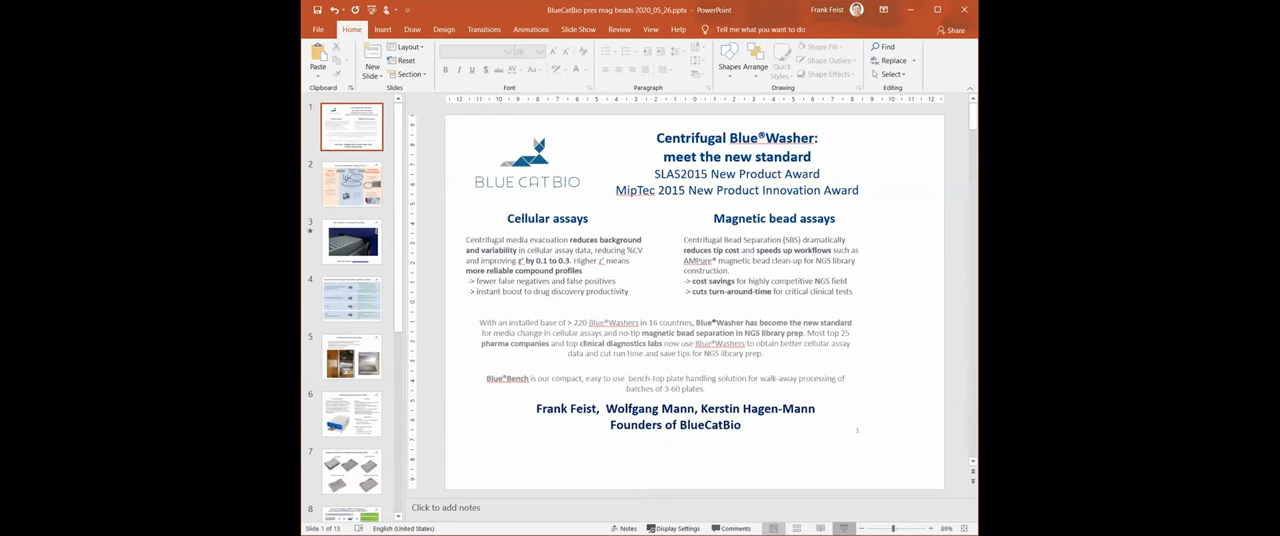 BlueCatBio pres mag beads 2020_05_26.pptx - PowerPoint
Frank Feist
File Home Insert Draw Design Transitions Animations Slide Show Review View Help Tell me what you want to do Share
Paste
New Slide
Layout
Reset
Section
28
Shapes
Arrange
Quick Styles
Shape Fill
Shape Outline
Shape Effects
Find
Replace
Select
Clipboard
Slides
Font
Paragraph
Drawing
Editing
1
2
3
4
5
6
7
8
BLUE CAT BIO
Centrifugal Blue®Washer:
meet the new standard
SLAS2015 New Product Award
MipTec 2015 New Product Innovation Award
Cellular assays
Centrifugal media evacuation reduces background
and variability in cellular assay data, reducing %CV
and improving z' by 0.1 to 0.3. Higher z' means
more reliable compound profiles
-> fewer false negatives and false positives
-> instant boost to drug discovery productivity
Magnetic bead assays
Centrifugal Bead Separation (SBS) dramatically
reduces tip cost and speeds up workflows such as
AMPure® magnetic bead clean-up for NGS library
construction.
-> cost savings for highly competitive NGS field
-> cuts turn-around-time for critical clinical tests
With an installed base of > 220 Blue®Washers in 16 countries, Blue®Washer has become the new standard
for media change in cellular assays and no-tip magnetic bead separation in NGS library prep. Most top 25
pharma companies and top clinical diagnostics labs now use Blue®Washers to obtain better cellular assay
data and cut run time and save tips for NGS library prep.
Blue®Bench is our compact, easy to use bench-top plate handling solution for walk-away processing of
batches of 3-60 plates.
Frank Feist, Wolfgang Mann, Kerstin Hagen-Mann
Founders of BlueCatBio
1
Click to add notes
Slide 1 of 13
English (United States)
Notes
Display Settings
Comments
89%